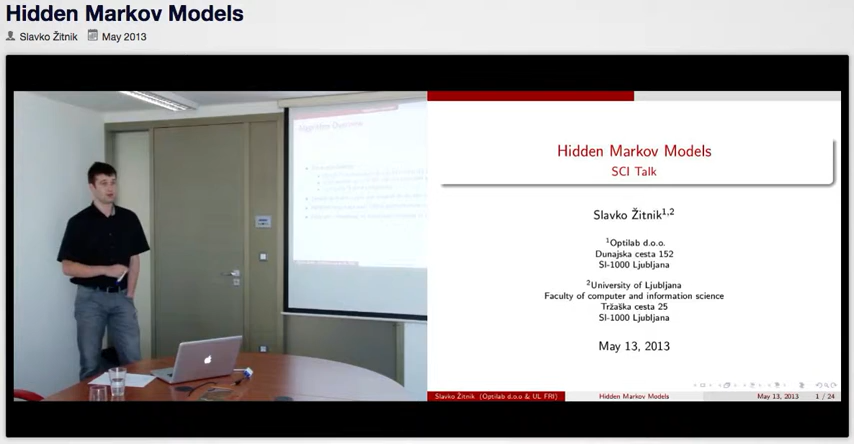 Hidden Markov Models
Slavko Žitnik May 2013
Algorithm Overview
Hidden Markov Models
SCI Talk
Slavko Žitnik1,2
1Optilab d.o.o.
Dunajska cesta 152
SI-1000 Ljubljana
2University of Ljubljana
Faculty of computer and information science
Tržaška cesta 25
SI-1000 Ljubljana
May 13, 2013
Slavko Žitnik (Optilab d.o.o & UL FRI) Hidden Markov Models May 13, 2013 1 / 24